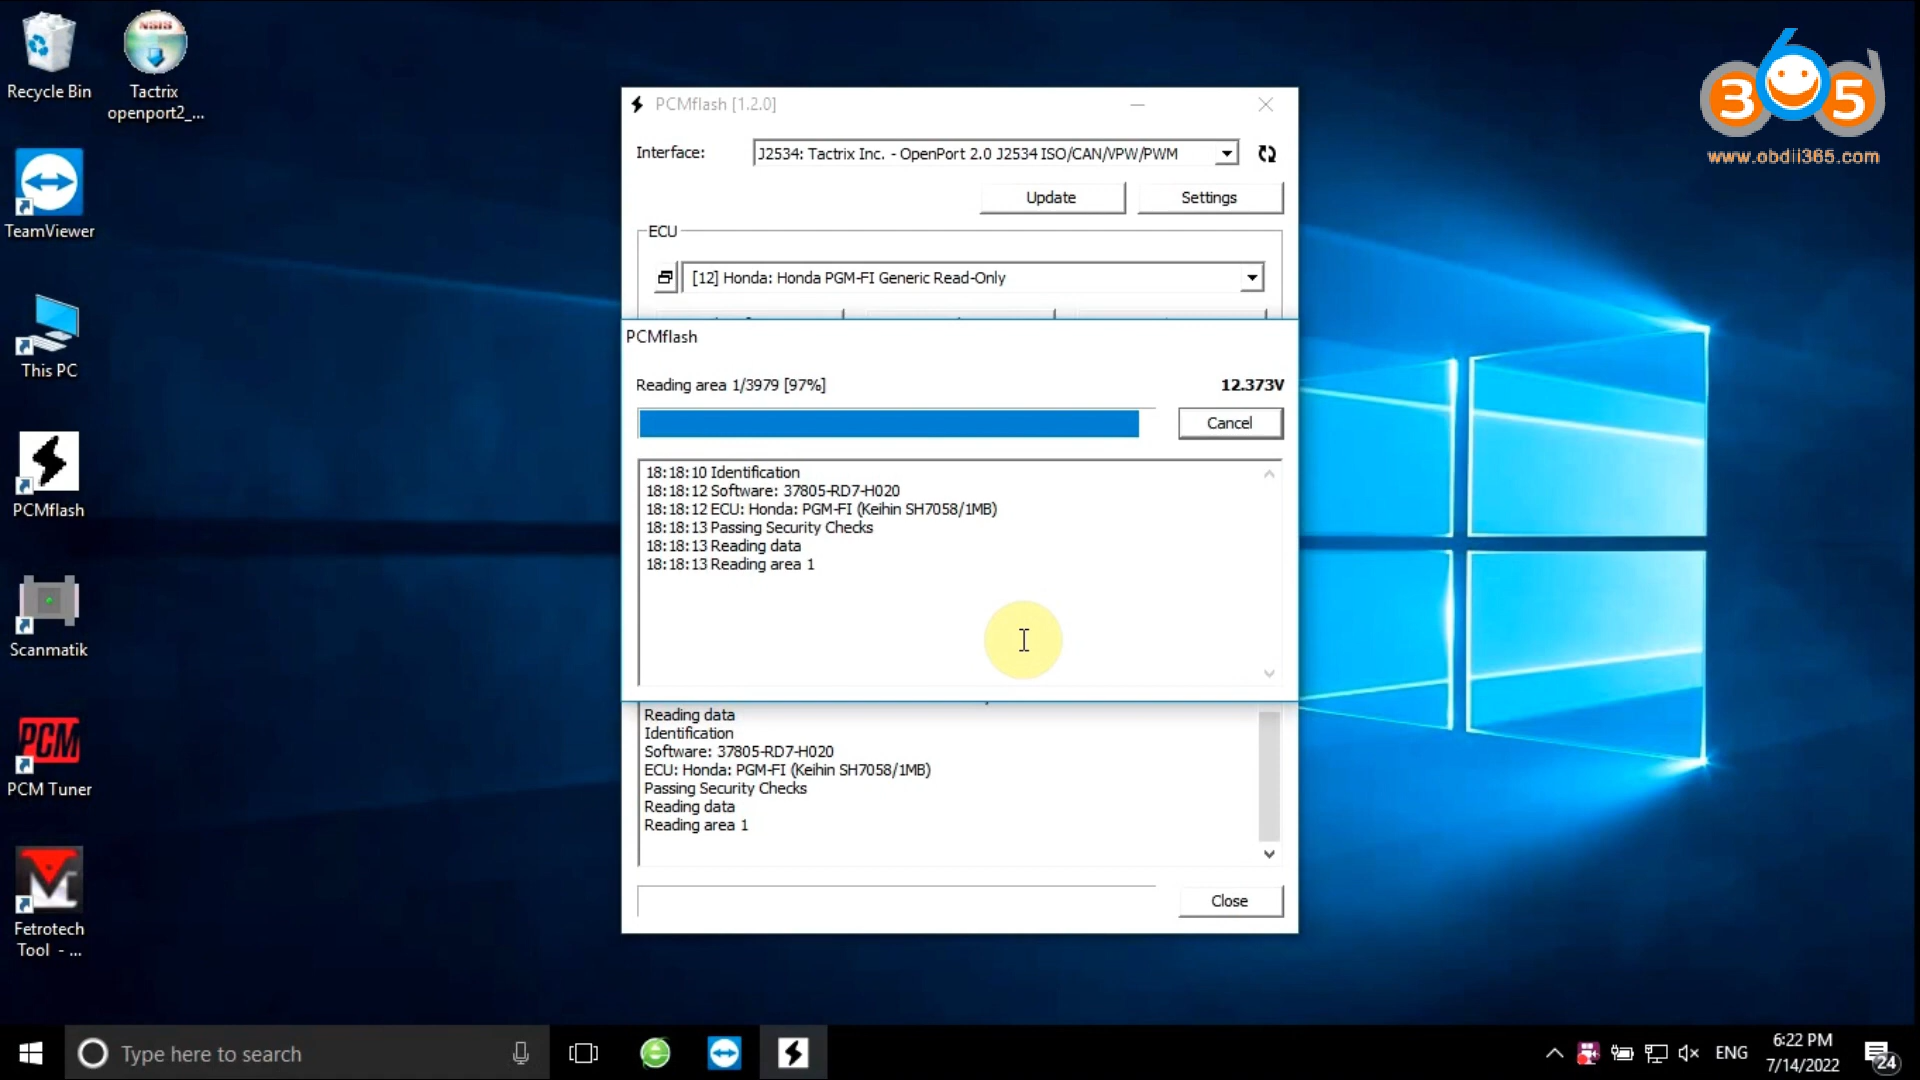 Recycle Bin
NSIS
Tactrix
openport2_...
TeamViewer
This PC
PCMflash
Scanmatik
PCM
PCM Tuner
Fetrotech
Tool - ...
365
www.obdii365.com
PCMflash [1.2.0]
Interface:
J2534: Tactrix Inc. - OpenPort 2.0 J2534 ISO/CAN/VPW/PWM
Update
Settings
ECU
[12] Honda: Honda PGM-FI Generic Read-Only
PCMflash
Reading area 1/3979 [97%]
12.373V
Cancel
18:18:10 Identification
18:18:12 Software: 37805-RD7-H020
18:18:12 ECU: Honda: PGM-FI (Keihin SH7058/1MB)
18:18:13 Passing Security Checks
18:18:13 Reading data
18:18:13 Reading area 1
Reading data
Identification
Software: 37805-RD7-H020
ECU: Honda: PGM-FI (Keihin SH7058/1MB)
Passing Security Checks
Reading data
Reading area 1
Close
Type here to search
ENG
6:22 PM
7/14/2022
24